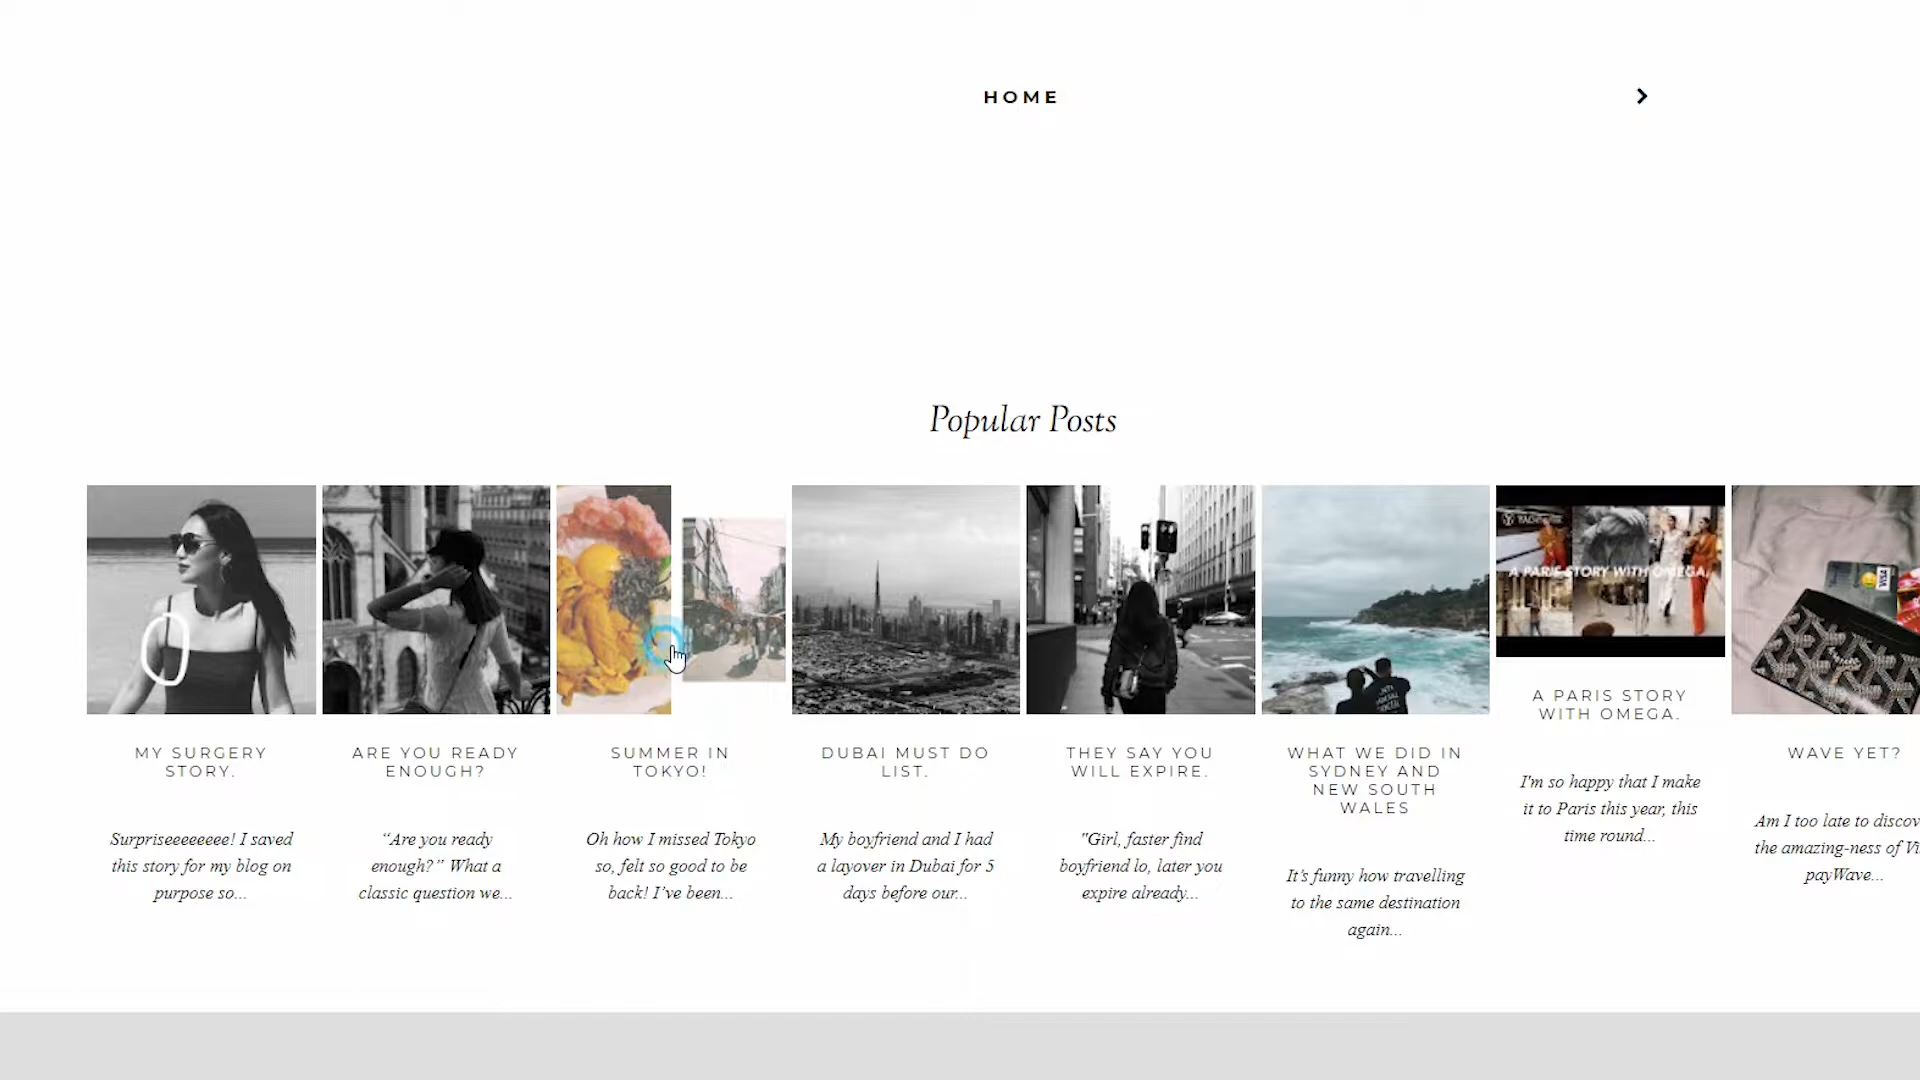 HOME
Popular Posts
YACHT
A PARIS STORY WITH OMEGA.
VISA
MY SURGERY
STORY.
Surpriseeeeeeee! I saved
this story for my blog on
purpose so...
ARE YOU READY
ENOUGH?
“Are you ready
enough?” What a
classic question we...
SUMMER IN
TOKYO!
Oh how I missed Tokyo
so, felt so good to be
back! I’ve been...
DUBAI MUST DO
LIST.
My boyfriend and I had
a layover in Dubai for 5
days before our...
THEY SAY YOU
WILL EXPIRE.
"Girl, faster find
boyfriend lo, later you
expire already...
WHAT WE DID IN
SYDNEY AND
NEW SOUTH
WALES
It’s funny how travelling
to the same destination
again...
A PARIS STORY
WITH OMEGA.
I'm so happy that I make
it to Paris this year, this
time round...
WAVE YET?
Am I too late to discov
the amazing-ness of Vi
payWave...